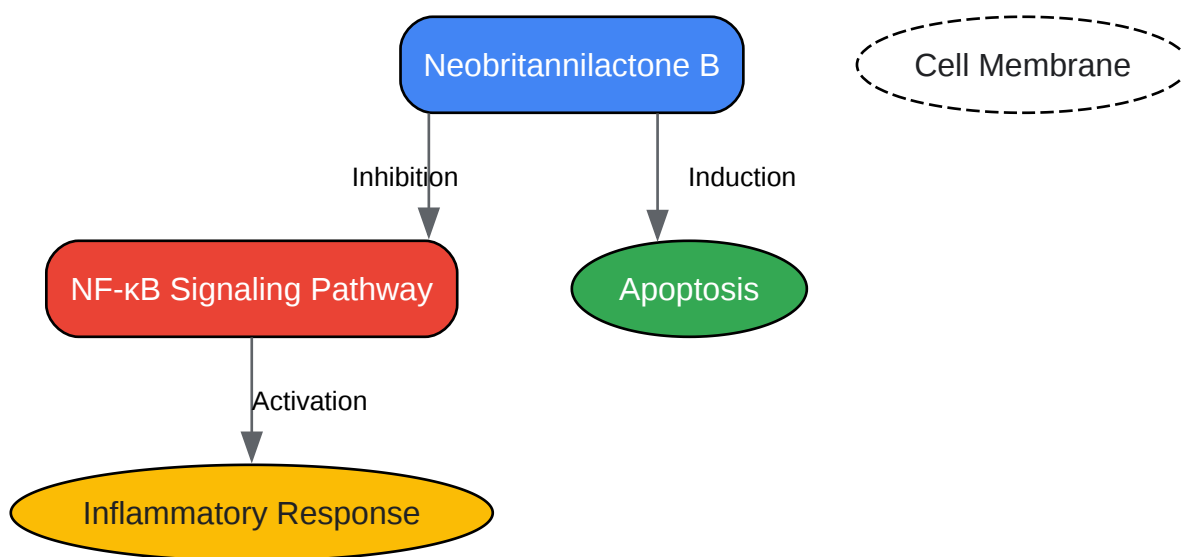 Neobritannilactone B
Cell Membrane
Inhibition
Induction
NF-κB Signaling Pathway
Apoptosis
Activation
Inflammatory Response